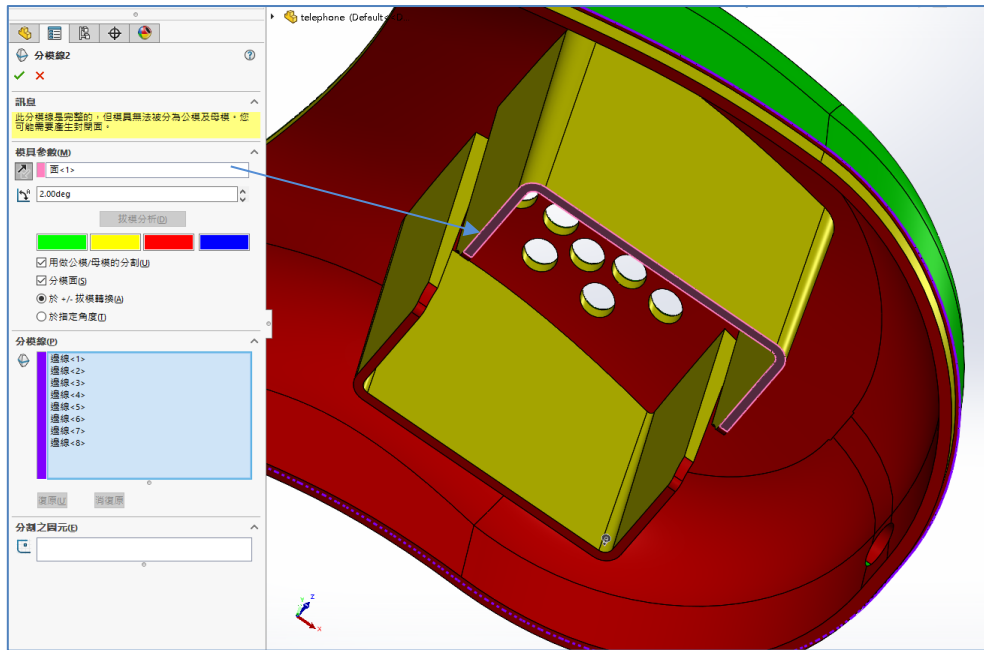 telephone (Default<
分模線2
訊息
此分模線是完整的，但模具無法被分為公模及母模，您
可能需要產生封閉面。
模具參數(M)
面<1>
2.00deg
拔模分析(D)
用做公模/母模的分割(U)
分模面(S)
於 +/- 拔模轉換(A)
於指定角度(T)
分模線(P)
邊線<1>
邊線<2>
邊線<3>
邊線<4>
邊線<5>
邊線<6>
邊線<7>
邊線<8>
復原(U)
消復原
分割之圖元(E)
Y
Z
X